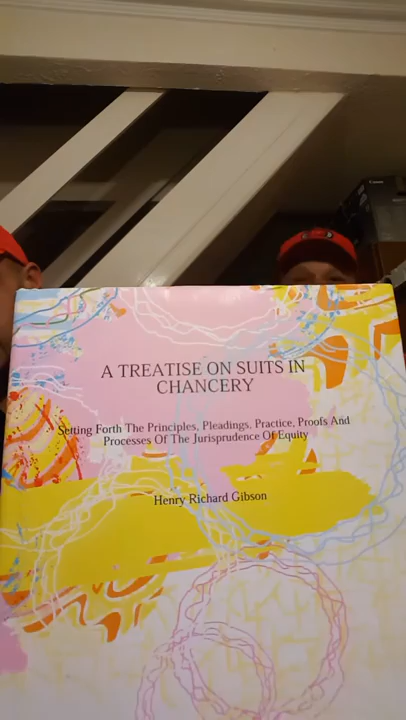 Canon
A TREATISE ON SUITS IN
CHANCERY
Setting Forth The Principles, Pleadings, Practice, Proofs And
Processes Of The Jurisprudence Of Equity
Henry Richard Gibson